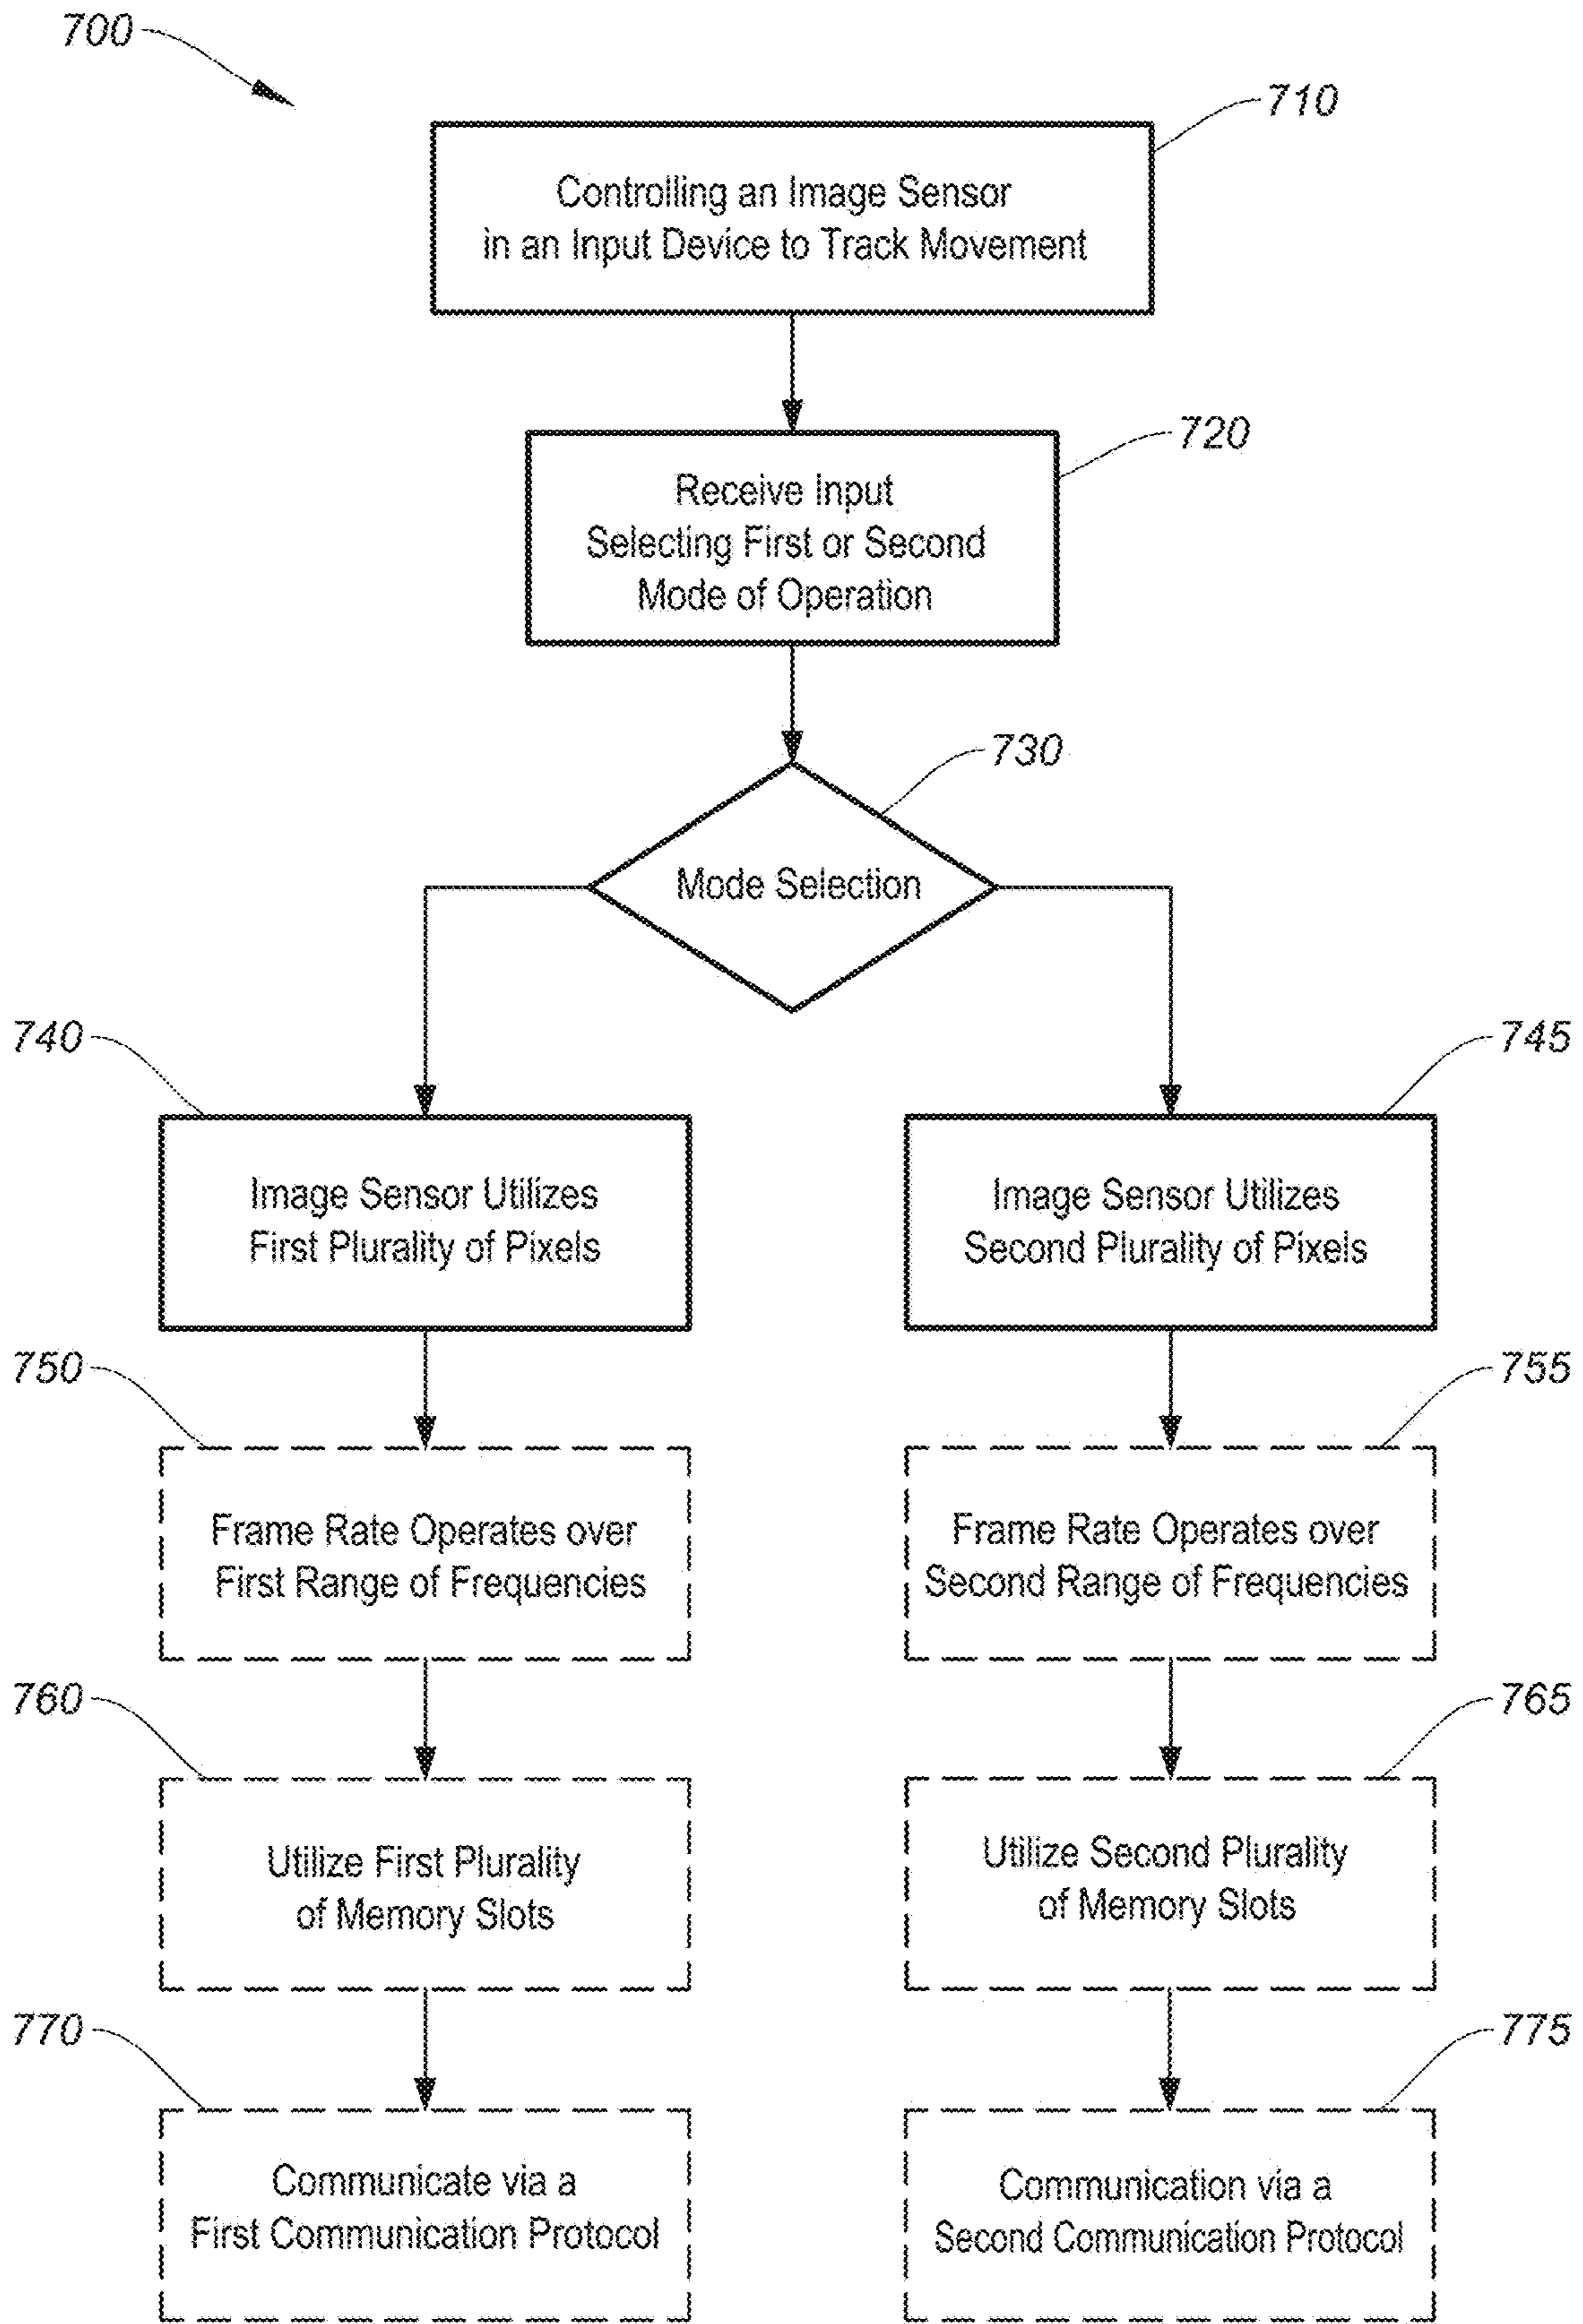 700
710
Controlling an Image Sensor
in an Input Device to Track Movement
720
Receive Input
Selecting First or Second
Mode of Operation
730
Mode Selection
740
745
Image Sensor Utilizes
First Plurality of Pixels
Image Sensor Utilizes
Second Plurality of Pixels
750
755
Frame Rate Operates over
First Range of Frequencies
Frame Rate Operates over
Second Range of Frequencies
760
765
Utilize First Plurality
of Memory Slots
Utilize Second Plurality
of Memory Slots
770
775
Communicate via a
First Communication Protocol
Communication via a
Second Communication Protocol